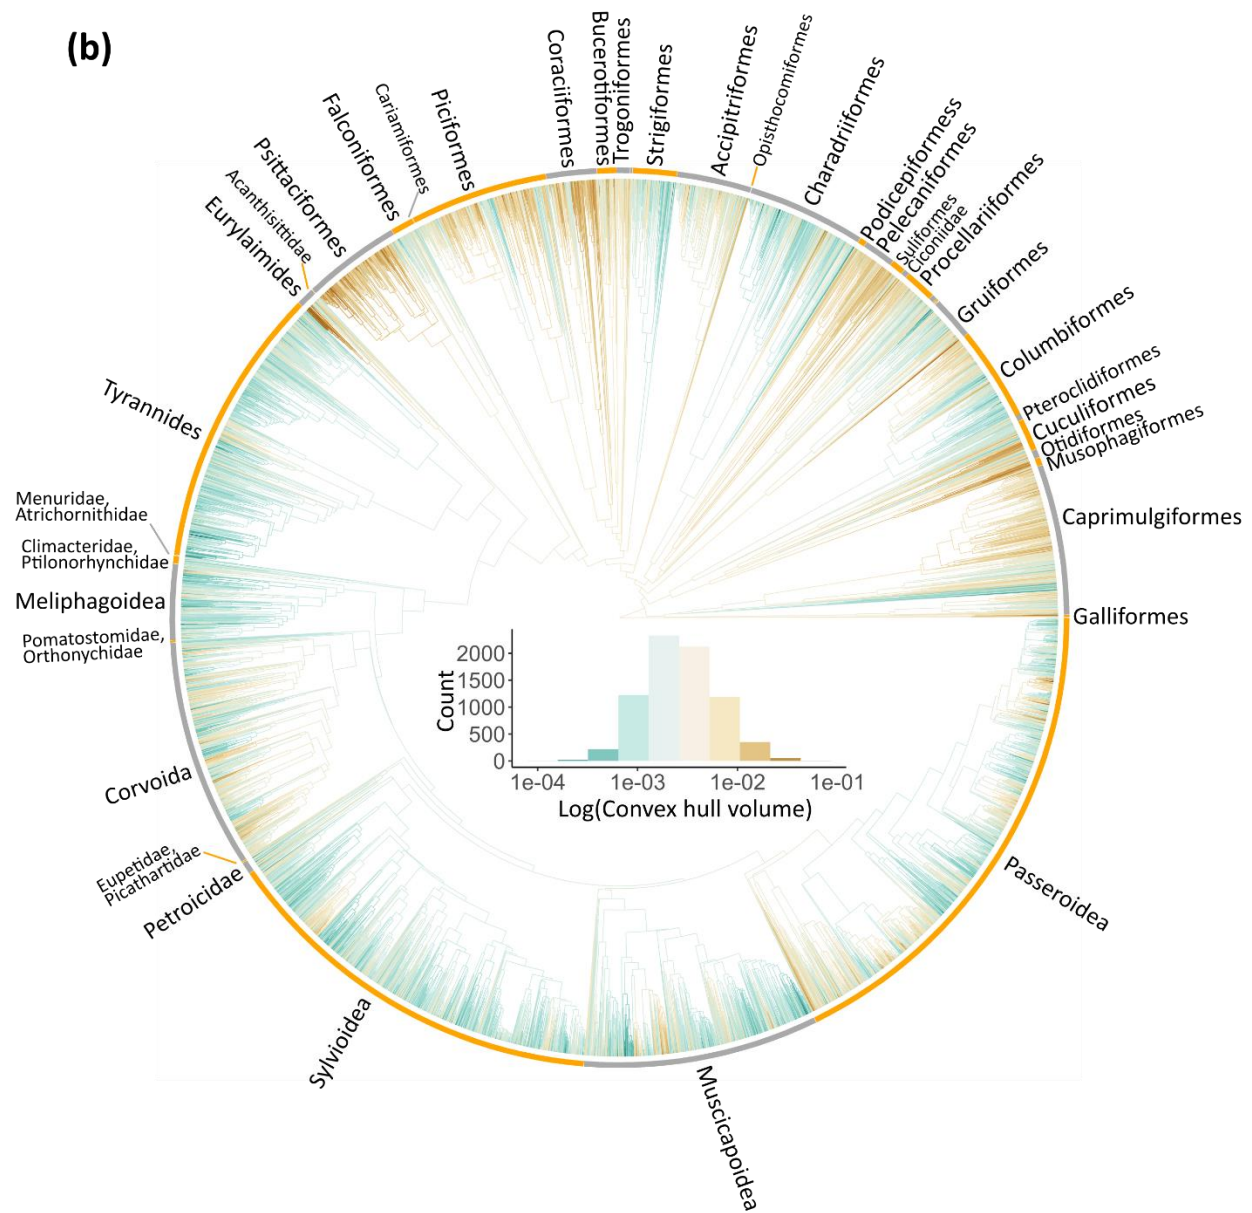 (b)
Coraciiformes
Bucerotiformes
Trogoniformes
Strigiformes
Accipitriformes
Opisthocomiformes
Charadriiformes
Podicepiformess
Pelecaniformes
Suliformes
Ciconiidae
Procellariiformes
Gruiformes
Columbiformes
Pteroclidiformes
Cuculiformes
Otidiformes
Musophagiformes
Caprimulgiformes
Galliformes
Passeroidea
Muscicapoidea
Sylvioidea
Petroicidae
Eupetidae,
Picathartidae
Corvoida
Pomatostomidae,
Orthonychidae
Meliphagoidea
Climacteridae,
Ptilonorhynchidae
Menuridae,
Atrichornithidae
Tyrannides
Eurylaimides
Acanthisittidae
Psittaciformes
Falconiformes
Cariamiformes
Piciformes
Count
2000
1500
1000
500
0
1e-04 1e-03 1e-02 1e-01
Log(Convex hull volume)